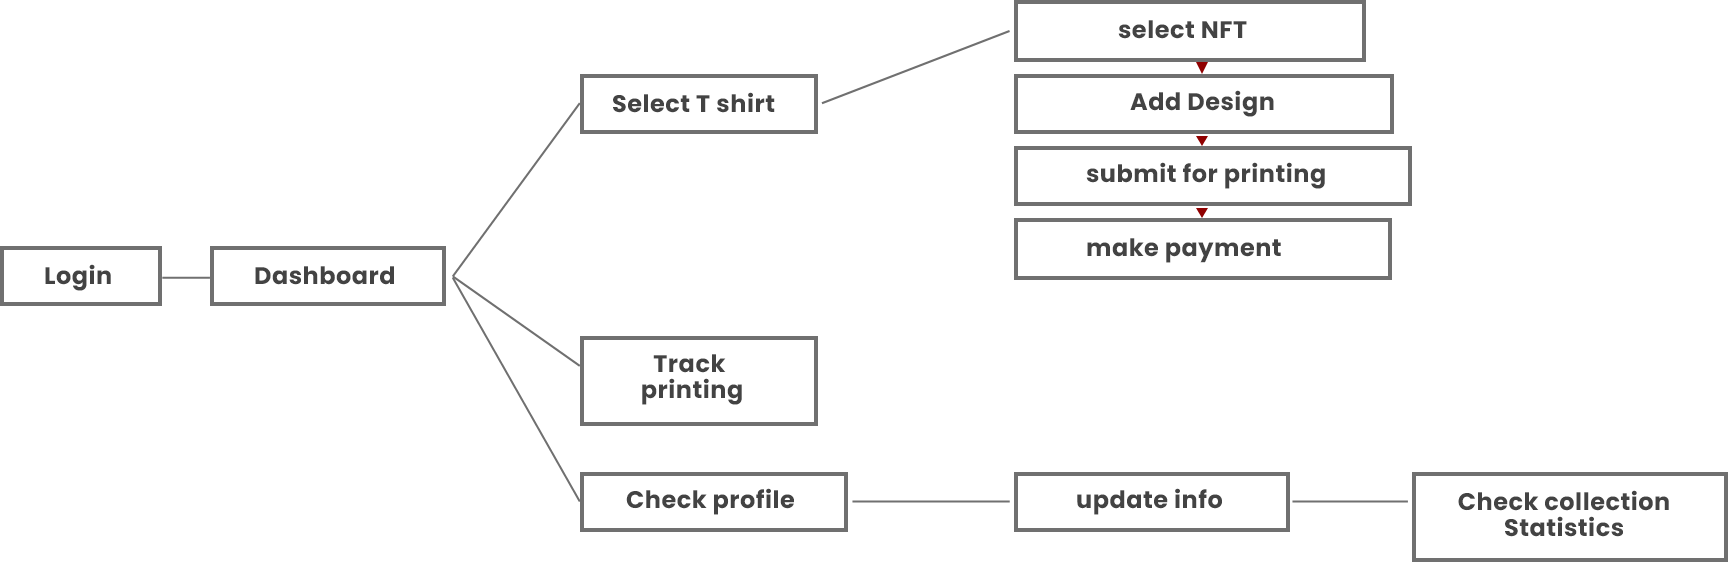 Login
Dashboard
Select T shirt
select NFT
Add Design
submit for printing
make payment
Track
printing
Check profile
update info
Check collection
Statistics